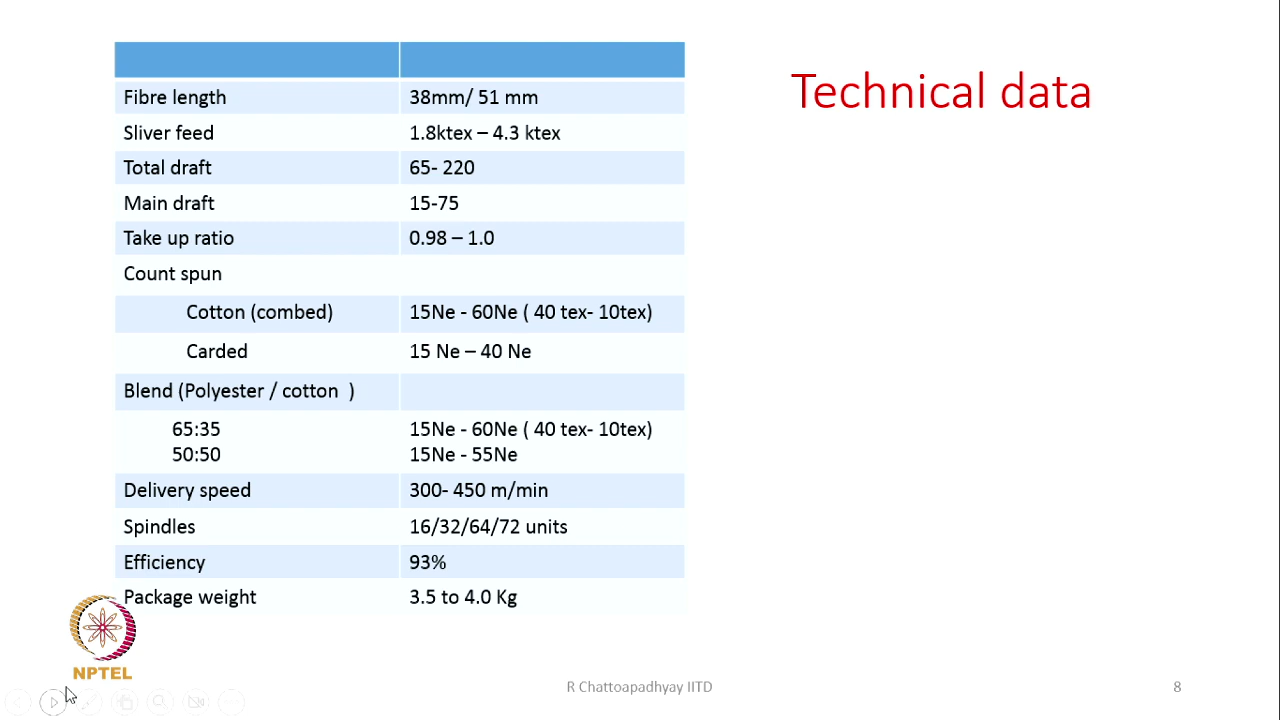 Technical data
Fibre length 38mm/ 51 mm
Sliver feed 1.8ktex – 4.3 ktex
Total draft 65- 220
Main draft 15-75
Take up ratio 0.98 – 1.0
Count spun
Cotton (combed) 15Ne - 60Ne ( 40 tex- 10tex)
Carded 15 Ne – 40 Ne
Blend (Polyester / cotton )
65:35 15Ne - 60Ne ( 40 tex- 10tex)
50:50 15Ne - 55Ne
Delivery speed 300- 450 m/min
Spindles 16/32/64/72 units
Efficiency 93%
Package weight 3.5 to 4.0 Kg
NPTEL
R Chattoapadhyay IITD 8